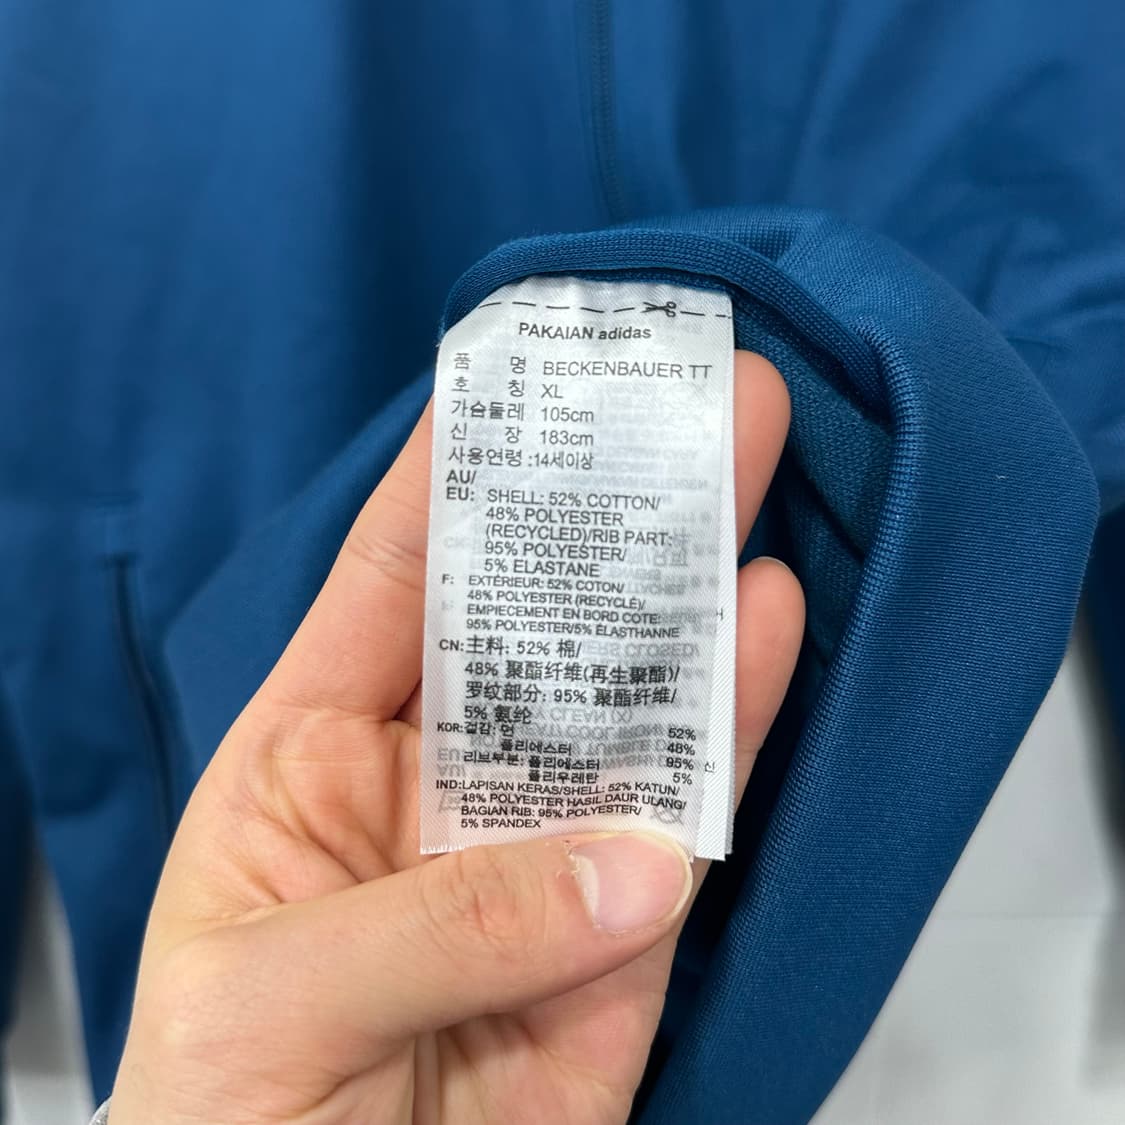 PAKAIAN adidas
품 명 BECKENBAUER TT
호 칭 XL
가슴둘레 105cm
신 장 183cm
사용연령 :14세이상
AU/
EU: SHELL: 52% COTTON/
48% POLYESTER
(RECYCLED)/RIB PART:
95% POLYESTER/
5% ELASTANE
F: EXTÉRIEUR: 52% COTON/
48% POLYESTER (RECYCLÉ)/
EMPIECEMENT EN BORD COTE:
95% POLYESTER/5% ÉLASTHANNE
CN: 主料: 52% 棉/
48% 聚酯纤维(再生聚酯)/
罗纹部分: 95% 聚酯纤维/
5% 氨纶
KOR: 겉감: 면 52%
폴리에스터 48%
리브부분: 폴리에스터 95%
폴리우레탄 5%
IND: LAPISAN KERAS/SHELL: 52% KATUN/
48% POLYESTER HASIL DAUR ULANG/
BAGIAN RIB: 95% POLYESTER/
5% SPANDEX